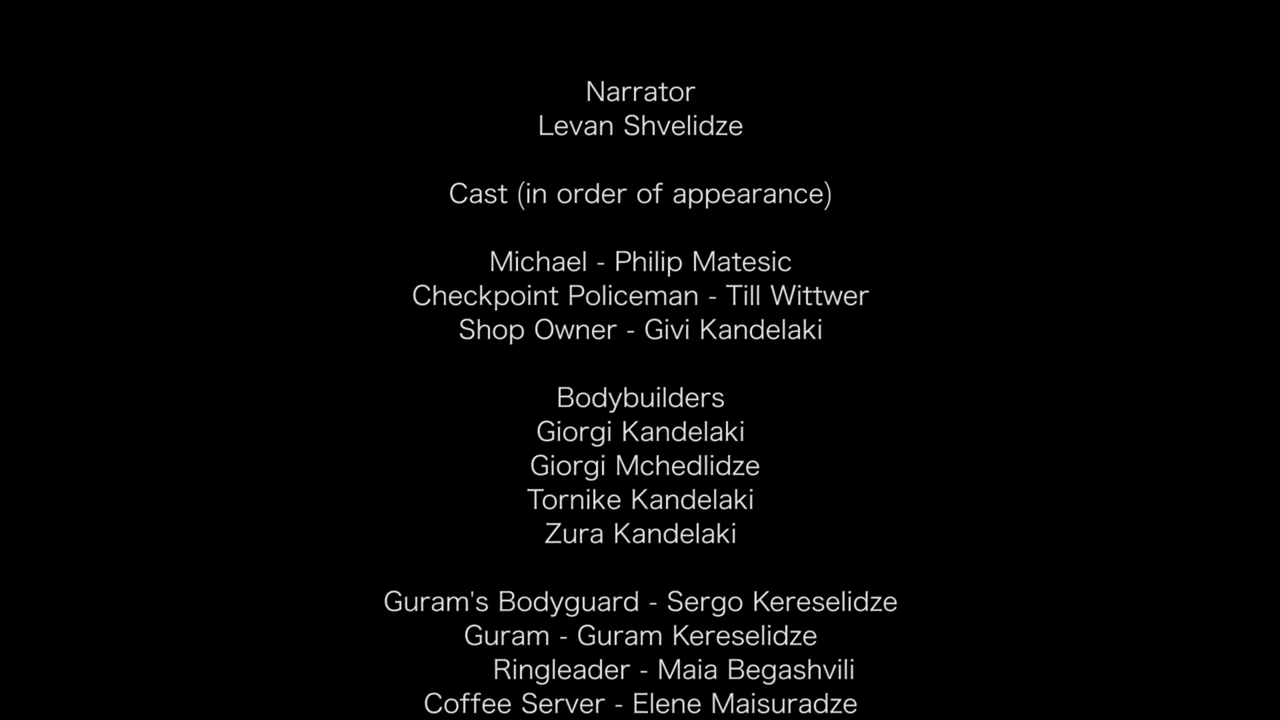 Narrator
Levan Shvelidze
Cast (in order of appearance)
Michael - Philip Matesic
Checkpoint Policeman - Till Wittwer
Shop Owner - Givi Kandelaki
Bodybuilders
Giorgi Kandelaki
Giorgi Mchedlidze
Tornike Kandelaki
Zura Kandelaki
Guram's Bodyguard - Sergo Kereselidze
Guram - Guram Kereselidze
Ringleader - Maia Begashvili
Coffee Server - Elene Maisuradze